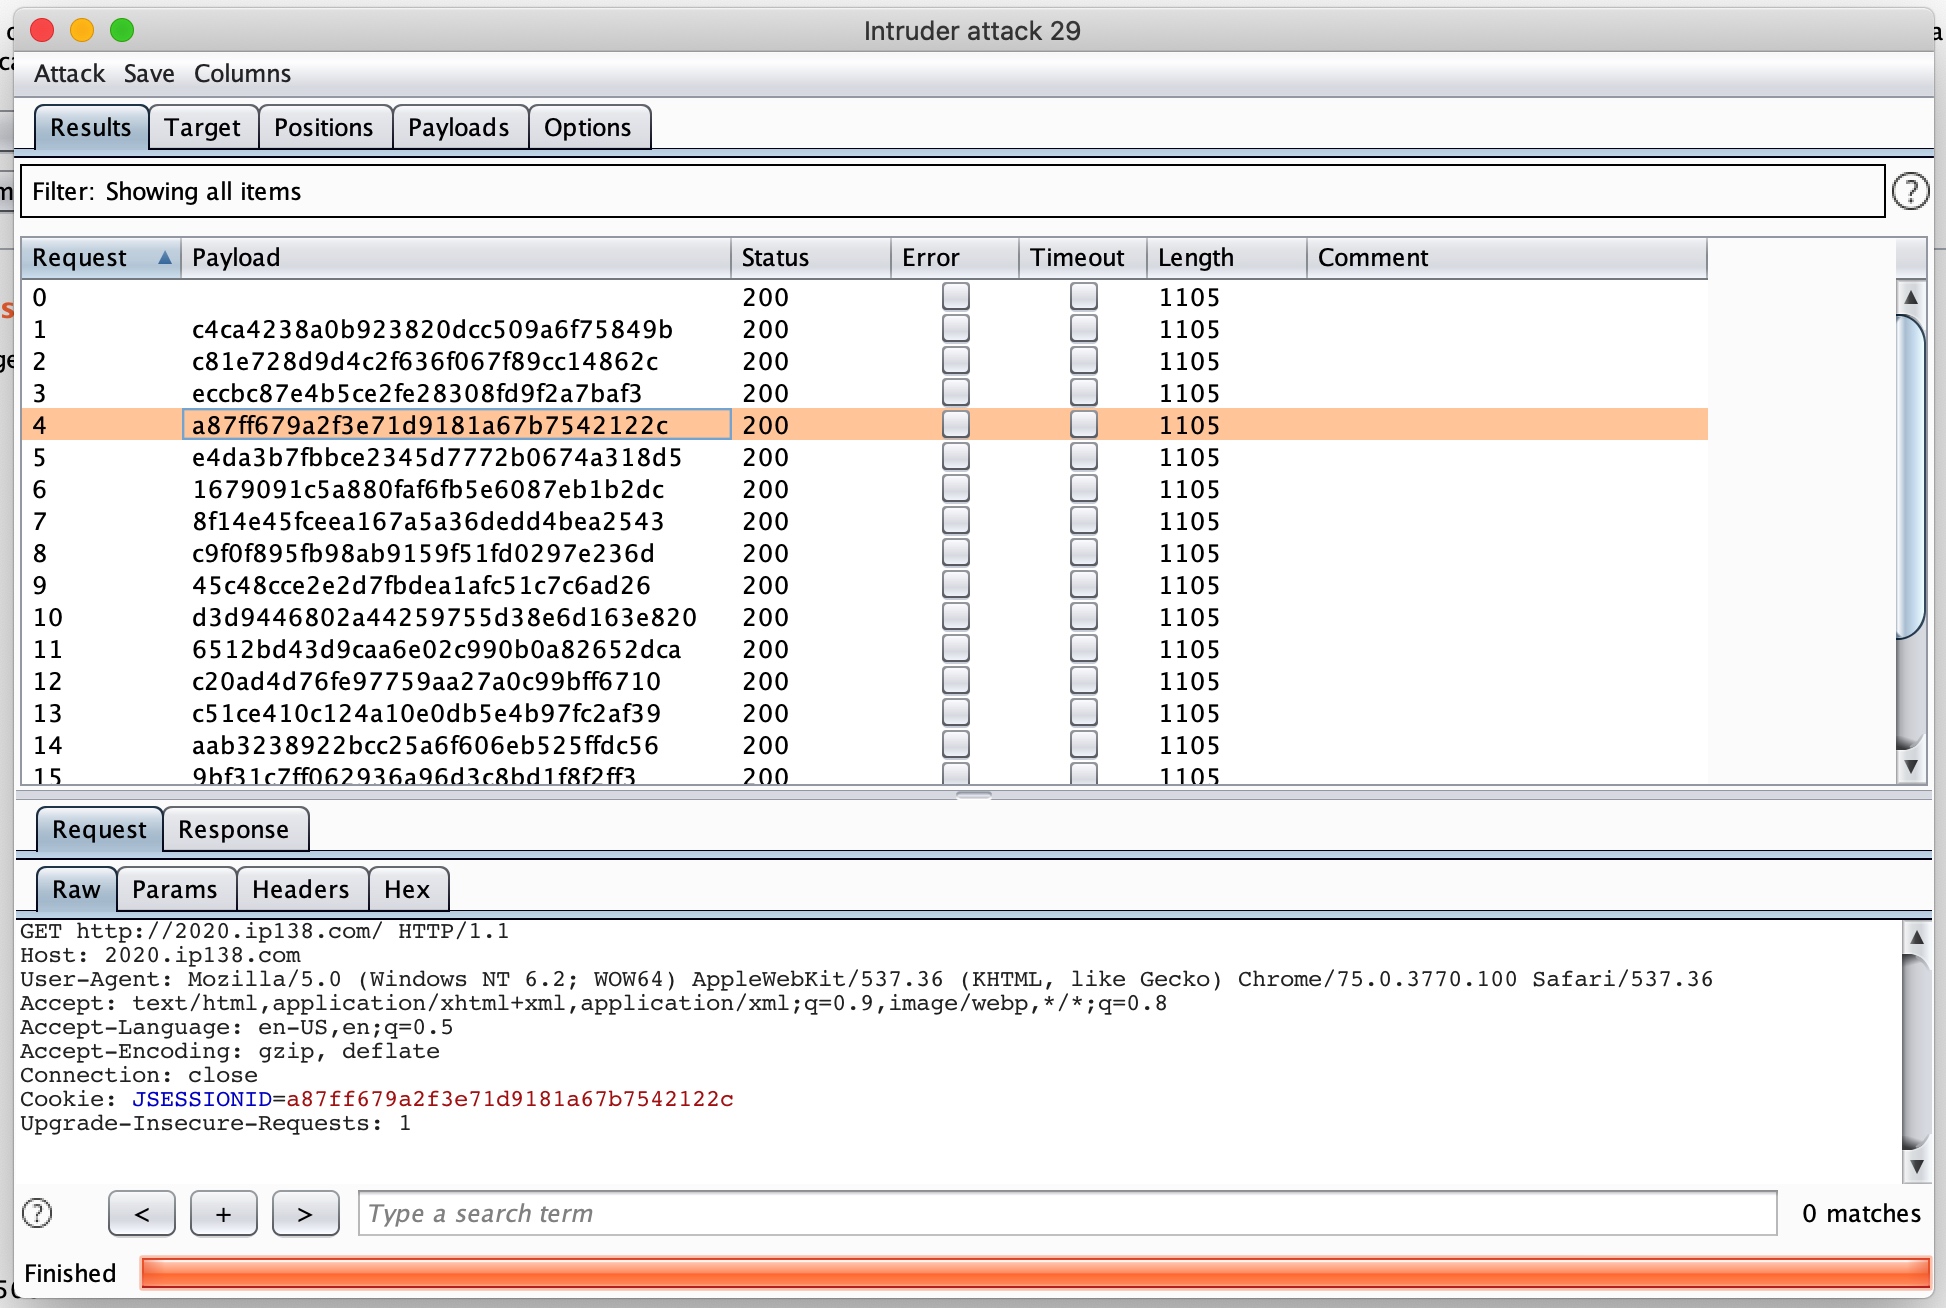 Intruder attack 29
Attack Save Columns
Results Target Positions Payloads Options
Filter: Showing all items
?
Request Payload Status Error Timeout Length Comment
0 200 1105
1 c4ca4238a0b923820dcc509a6f75849b 200 1105
2 c81e728d9d4c2f636f067f89cc14862c 200 1105
3 eccbc87e4b5ce2fe28308fd9f2a7baf3 200 1105
4 a87ff679a2f3e71d9181a67b7542122c 200 1105
5 e4da3b7fbbce2345d7772b0674a318d5 200 1105
6 1679091c5a880faf6fb5e6087eb1b2dc 200 1105
7 8f14e45fceea167a5a36dedd4bea2543 200 1105
8 c9f0f895fb98ab9159f51fd0297e236d 200 1105
9 45c48cce2e2d7fbdea1afc51c7c6ad26 200 1105
10 d3d9446802a44259755d38e6d163e820 200 1105
11 6512bd43d9caa6e02c990b0a82652dca 200 1105
12 c20ad4d76fe97759aa27a0c99bff6710 200 1105
13 c51ce410c124a10e0db5e4b97fc2af39 200 1105
14 aab3238922bcc25a6f606eb525ffdc56 200 1105
15 9bf31c7ff062936a96d3c8bd1f8f2ff3 200 1105
Request Response
Raw Params Headers Hex
GET http://2020.ip138.com/ HTTP/1.1
Host: 2020.ip138.com
User-Agent: Mozilla/5.0 (Windows NT 6.2; WOW64) AppleWebKit/537.36 (KHTML, like Gecko) Chrome/75.0.3770.100 Safari/537.36
Accept: text/html,application/xhtml+xml,application/xml;q=0.9,image/webp,*/*;q=0.8
Accept-Language: en-US,en;q=0.5
Accept-Encoding: gzip, deflate
Connection: close
Cookie: JSESSIONID=a87ff679a2f3e71d9181a67b7542122c
Upgrade-Insecure-Requests: 1
? < + > Type a search term 0 matches
Finished